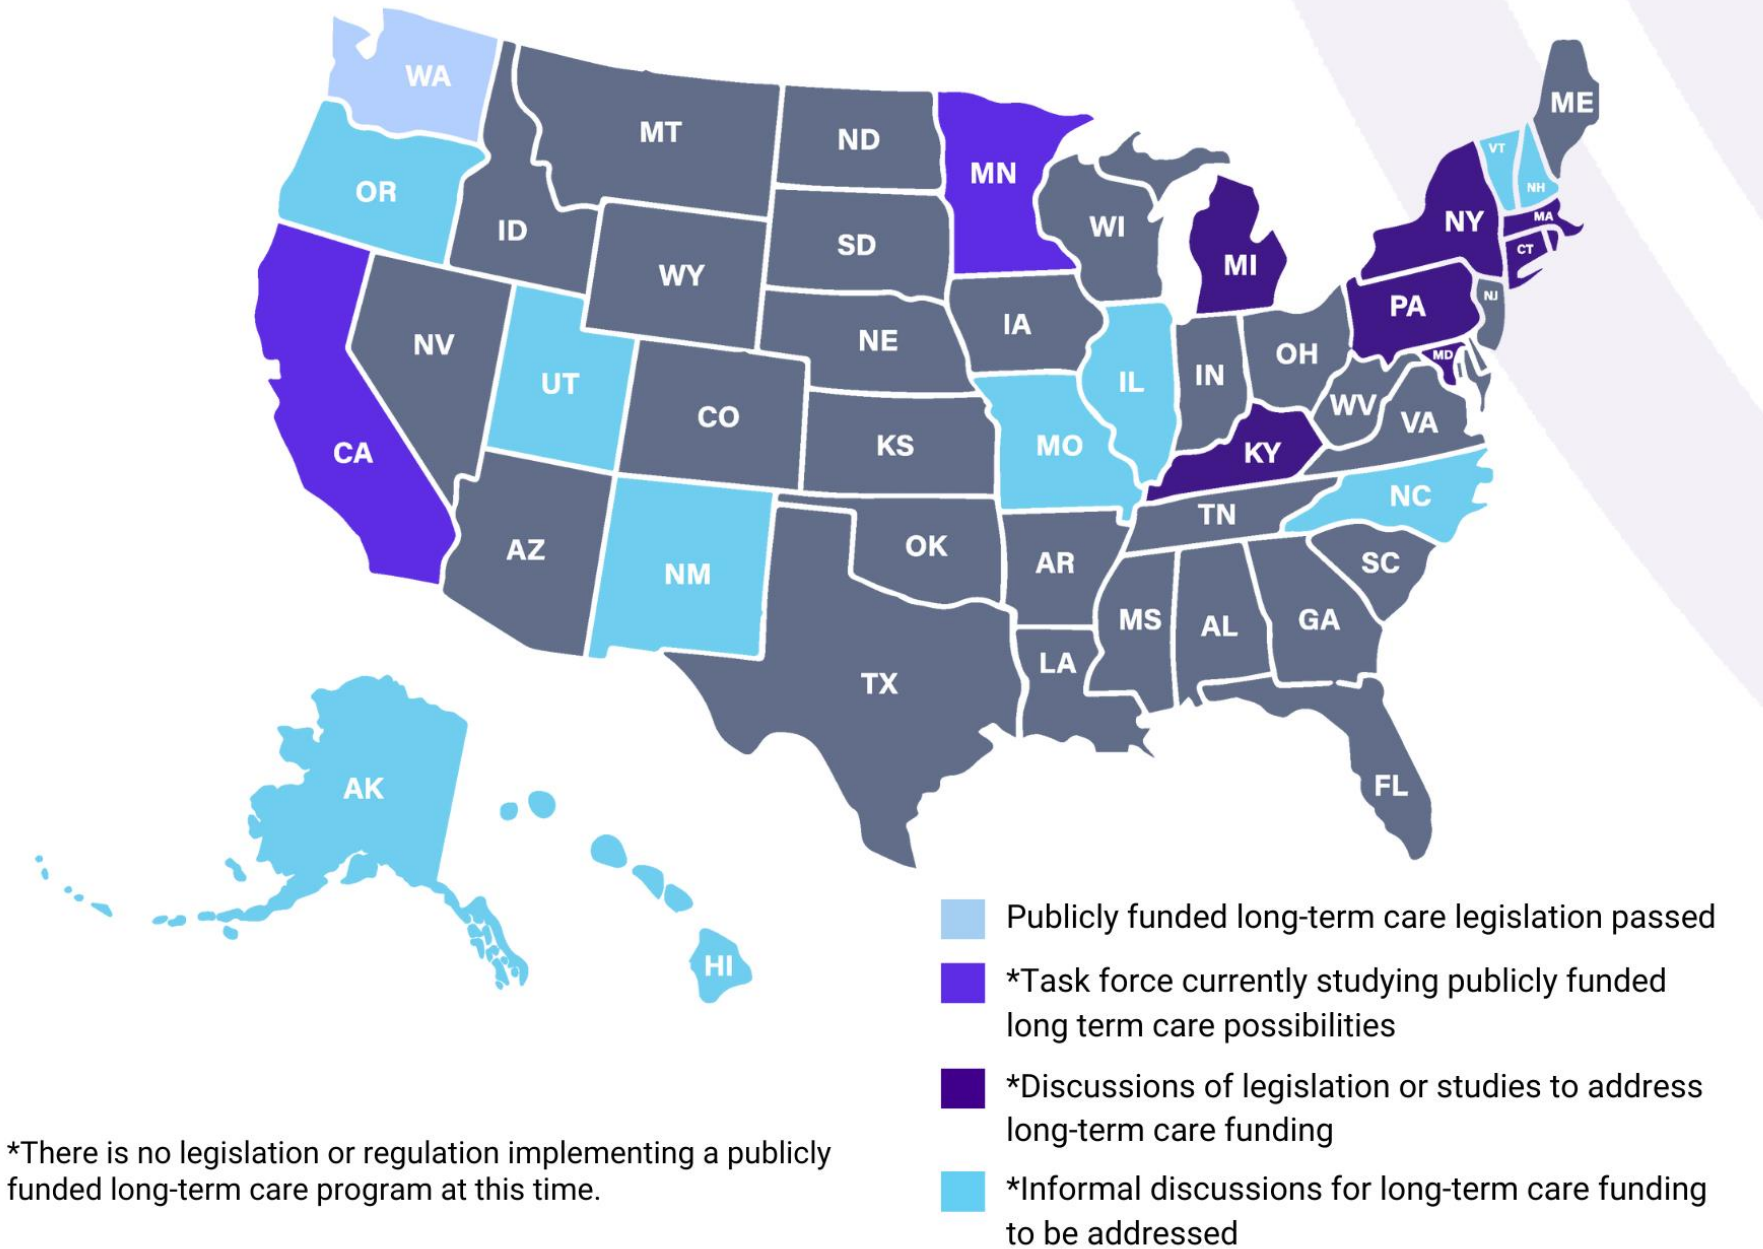 WA
ME
MT
ND
MN
VT
OR
NH
MA
NY
WI
ID
SD
CT
MI
WY
NJ
PA
IA
NE
NV
OH
MD
IN
UT
IL
WV
CO
VA
KS
MO
KY
CA
NC
TN
OK
AZ
AR
SC
NM
MS
AL
GA
LA
TX
FL
AK
HI
Publicly funded long-term care legislation passed
*Task force currently studying publicly funded
long term care possibilities
*Discussions of legislation or studies to address
long-term care funding
*Informal discussions for long-term care funding
to be addressed
*There is no legislation or regulation implementing a publicly
funded long-term care program at this time.